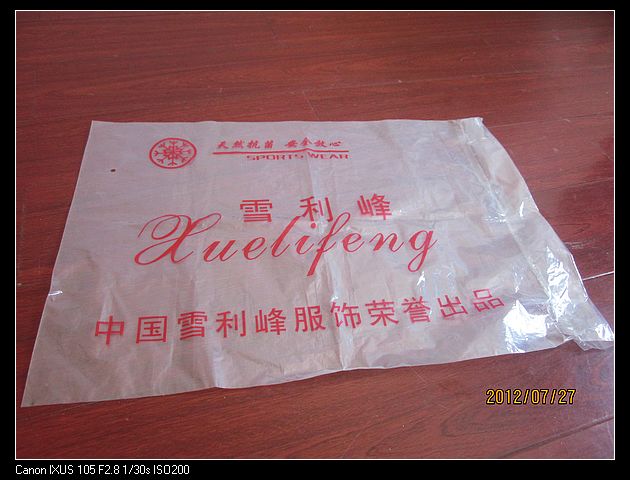 天然抗菌 安全放心
SPORTS WEAR
雪利峰
Xuelifeng
中国雪利峰服饰荣誉出品
2012/07/27
Canon IXUS 105 F2.8 1/30s ISO200